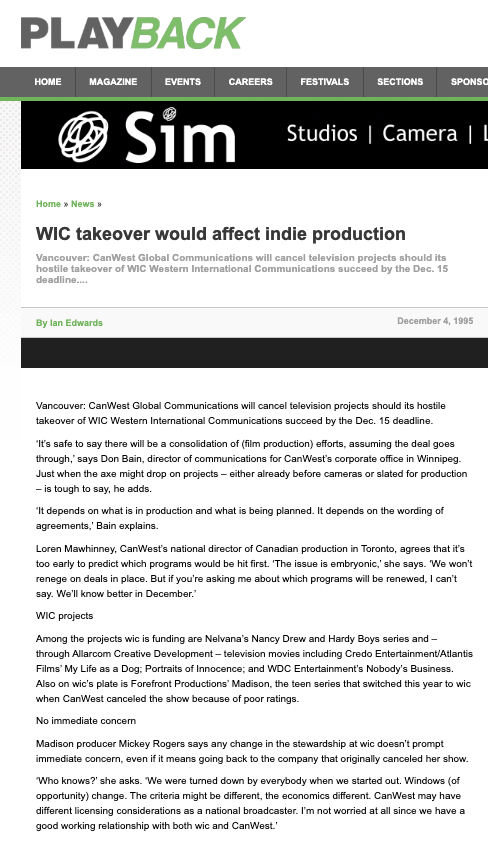 PLAYBACK
HOME MAGAZINE EVENTS CAREERS FESTIVALS SECTIONS SPONSO
Sim Studios | Camera | L
Home » News »
WIC takeover would affect indie production
Vancouver: CanWest Global Communications will cancel television projects should its
hostile takeover of WIC Western International Communications succeed by the Dec. 15
deadline....
By Ian Edwards December 4, 1995
Vancouver: CanWest Global Communications will cancel television projects should its hostile
takeover of WIC Western International Communications succeed by the Dec. 15 deadline.
‘It’s safe to say there will be a consolidation of (film production) efforts, assuming the deal goes
through,’ says Don Bain, director of communications for CanWest’s corporate office in Winnipeg.
Just when the axe might drop on projects – either already before cameras or slated for production
– is tough to say, he adds.
‘It depends on what is in production and what is being planned. It depends on the wording of
agreements,’ Bain explains.
Loren Mawhinney, CanWest’s national director of Canadian production in Toronto, agrees that it’s
too early to predict which programs would be hit first. ‘The issue is embryonic,’ she says. ‘We won’t
renege on deals in place. But if you’re asking me about which programs will be renewed, I can’t
say. We’ll know better in December.’
WIC projects
Among the projects wic is funding are Nelvana’s Nancy Drew and Hardy Boys series and –
through Allarcom Creative Development – television movies including Credo Entertainment/Atlantis
Films’ My Life as a Dog; Portraits of Innocence; and WDC Entertainment’s Nobody’s Business.
Also on wic’s plate is Forefront Productions’ Madison, the teen series that switched this year to wic
when CanWest canceled the show because of poor ratings.
No immediate concern
Madison producer Mickey Rogers says any change in the stewardship at wic doesn’t prompt
immediate concern, even if it means going back to the company that originally canceled her show.
‘Who knows?’ she asks. ‘We were turned down by everybody when we started out. Windows (of
opportunity) change. The criteria might be different, the economics different. CanWest may have
different licensing considerations as a national broadcaster. I’m not worried at all since we have a
good working relationship with both wic and CanWest.’